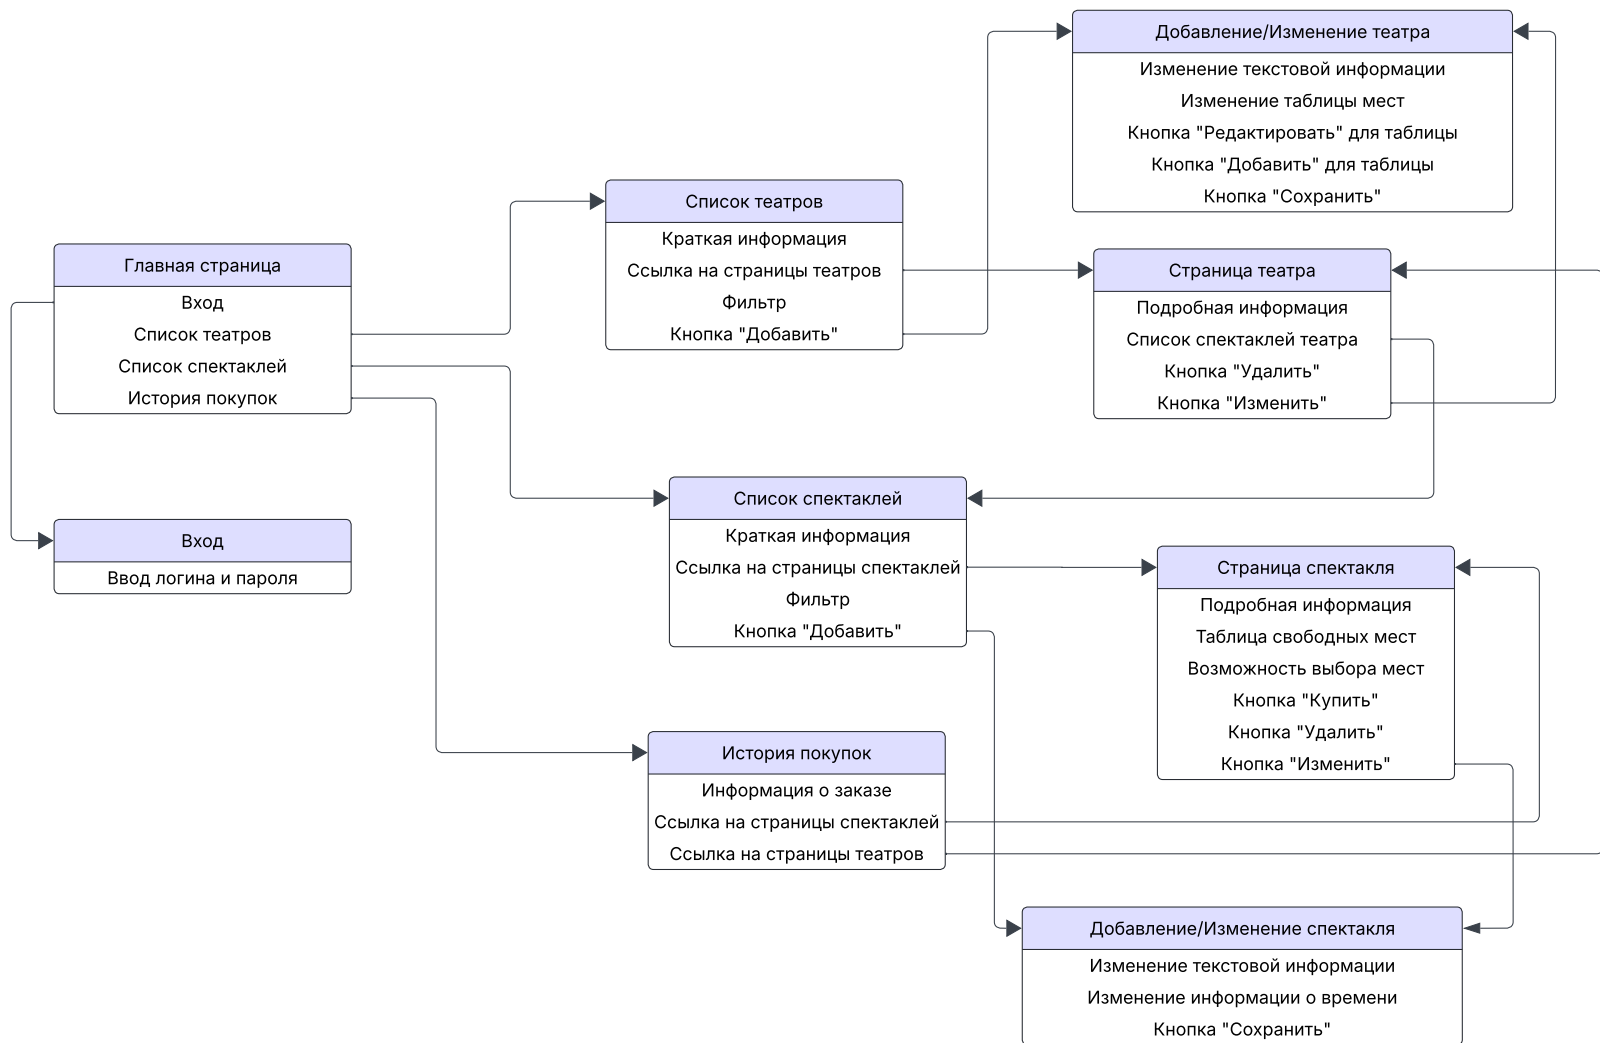 Главная страница
Вход
Список театров
Список спектаклей
История покупок
Вход
Ввод логина и пароля
Список театров
Краткая информация
Ссылка на страницы театров
Фильтр
Кнопка "Добавить"
Список спектаклей
Краткая информация
Ссылка на страницы спектаклей
Фильтр
Кнопка "Добавить"
История покупок
Информация о заказе
Ссылка на страницы спектаклей
Ссылка на страницы театров
Добавление/Изменение театра
Изменение текстовой информации
Изменение таблицы мест
Кнопка "Редактировать" для таблицы
Кнопка "Добавить" для таблицы
Кнопка "Сохранить"
Страница театра
Подробная информация
Список спектаклей театра
Кнопка "Удалить"
Кнопка "Изменить"
Страница спектакля
Подробная информация
Таблица свободных мест
Возможность выбора мест
Кнопка "Купить"
Кнопка "Удалить"
Кнопка "Изменить"
Добавление/Изменение спектакля
Изменение текстовой информации
Изменение информации о времени
Кнопка "Сохранить"